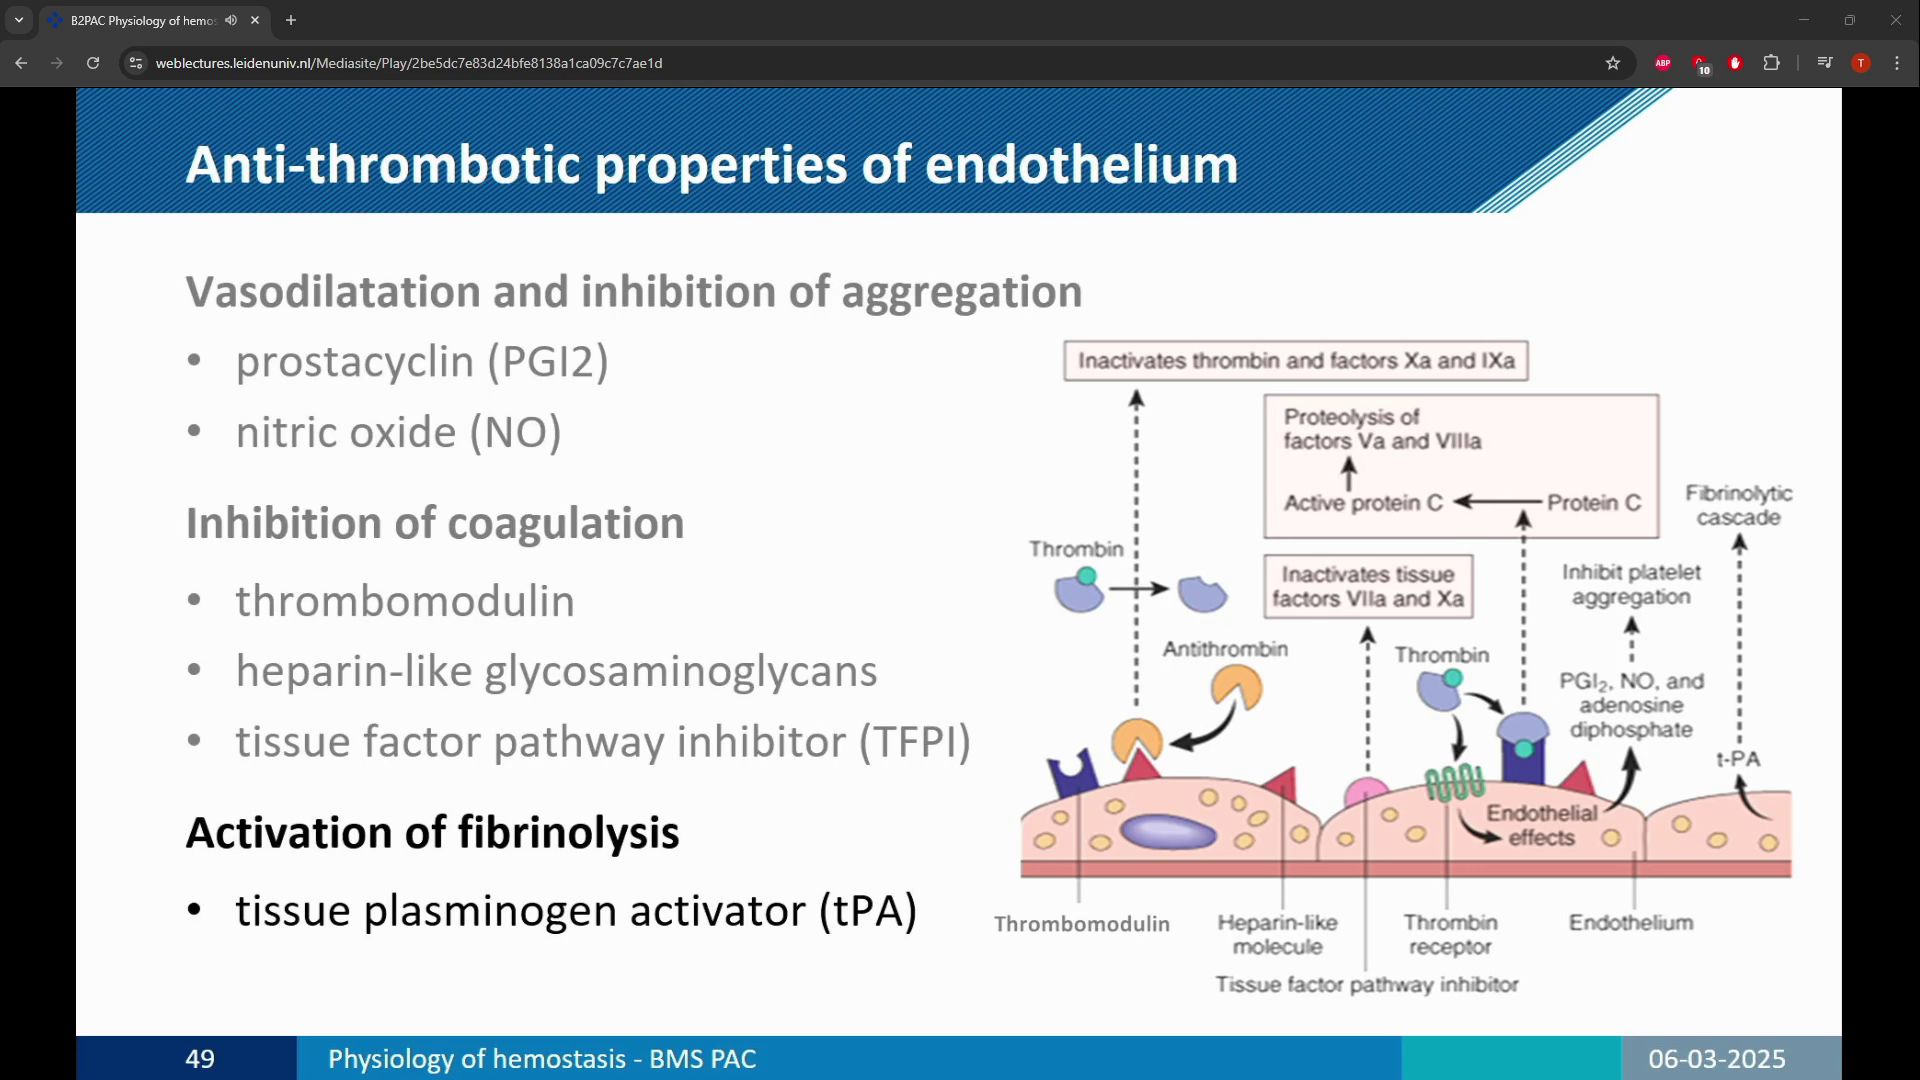 B2PAC Physiology of hemos
weblectures.leidenuniv.nl/Mediasite/Play/2be5dc7e83d24bfe8138a1ca09c7c7ae1d
ABP
10
T
Anti-thrombotic properties of endothelium
Vasodilatation and inhibition of aggregation
• prostacyclin (PGI2)
• nitric oxide (NO)
Inhibition of coagulation
• thrombomodulin
• heparin-like glycosaminoglycans
• tissue factor pathway inhibitor (TFPI)
Activation of fibrinolysis
• tissue plasminogen activator (tPA)
Inactivates thrombin and factors Xa and IXa
Proteolysis of
factors Va and VIIIa
Active protein C
Protein C
Fibrinolytic
cascade
Thrombin
Inactivates tissue
factors VIIa and Xa
Inhibit platelet
aggregation
Antithrombin
Thrombin
PGI₂, NO, and
adenosine
diphosphate
t-PA
Endothelial
effects
Thrombomodulin
Heparin-like
molecule
Thrombin
receptor
Endothelium
Tissue factor pathway inhibitor
49
Physiology of hemostasis - BMS PAC
06-03-2025